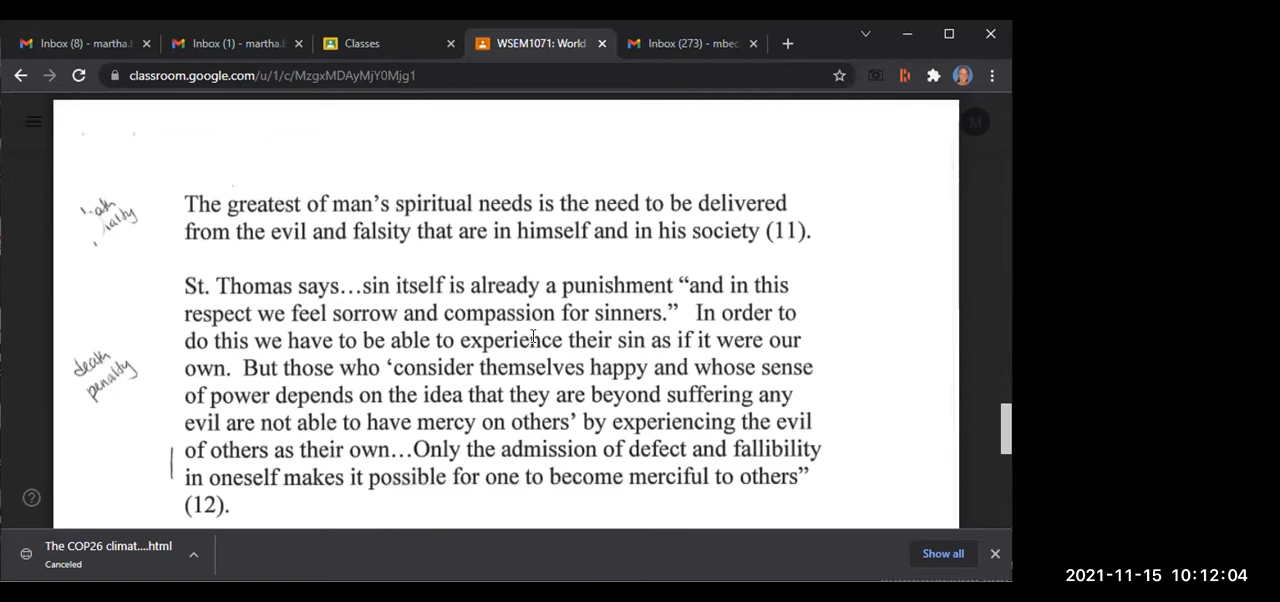 Inbox (8) - martha.
Inbox (1) - martha.
Classes
WSEM1071: World
Inbox (273) - mbec
classroom.google.com/u/1/c/MzgxMDAyMjY0Mjg1
M
The greatest of man's spiritual needs is the need to be delivered
from the evil and falsity that are in himself and in his society (11).
St. Thomas says…sin itself is already a punishment “and in this
respect we feel sorrow and compassion for sinners.” In order to
do this we have to be able to experience their sin as if it were our
death
penalty
own. But those who ‘consider themselves happy and whose sense
of power depends on the idea that they are beyond suffering any
evil are not able to have mercy on others’ by experiencing the evil
of others as their own…Only the admission of defect and fallibility
in oneself makes it possible for one to become merciful to others”
(12).
The COP26 climat....html
Canceled
Show all
2021-11-15 10:12:04